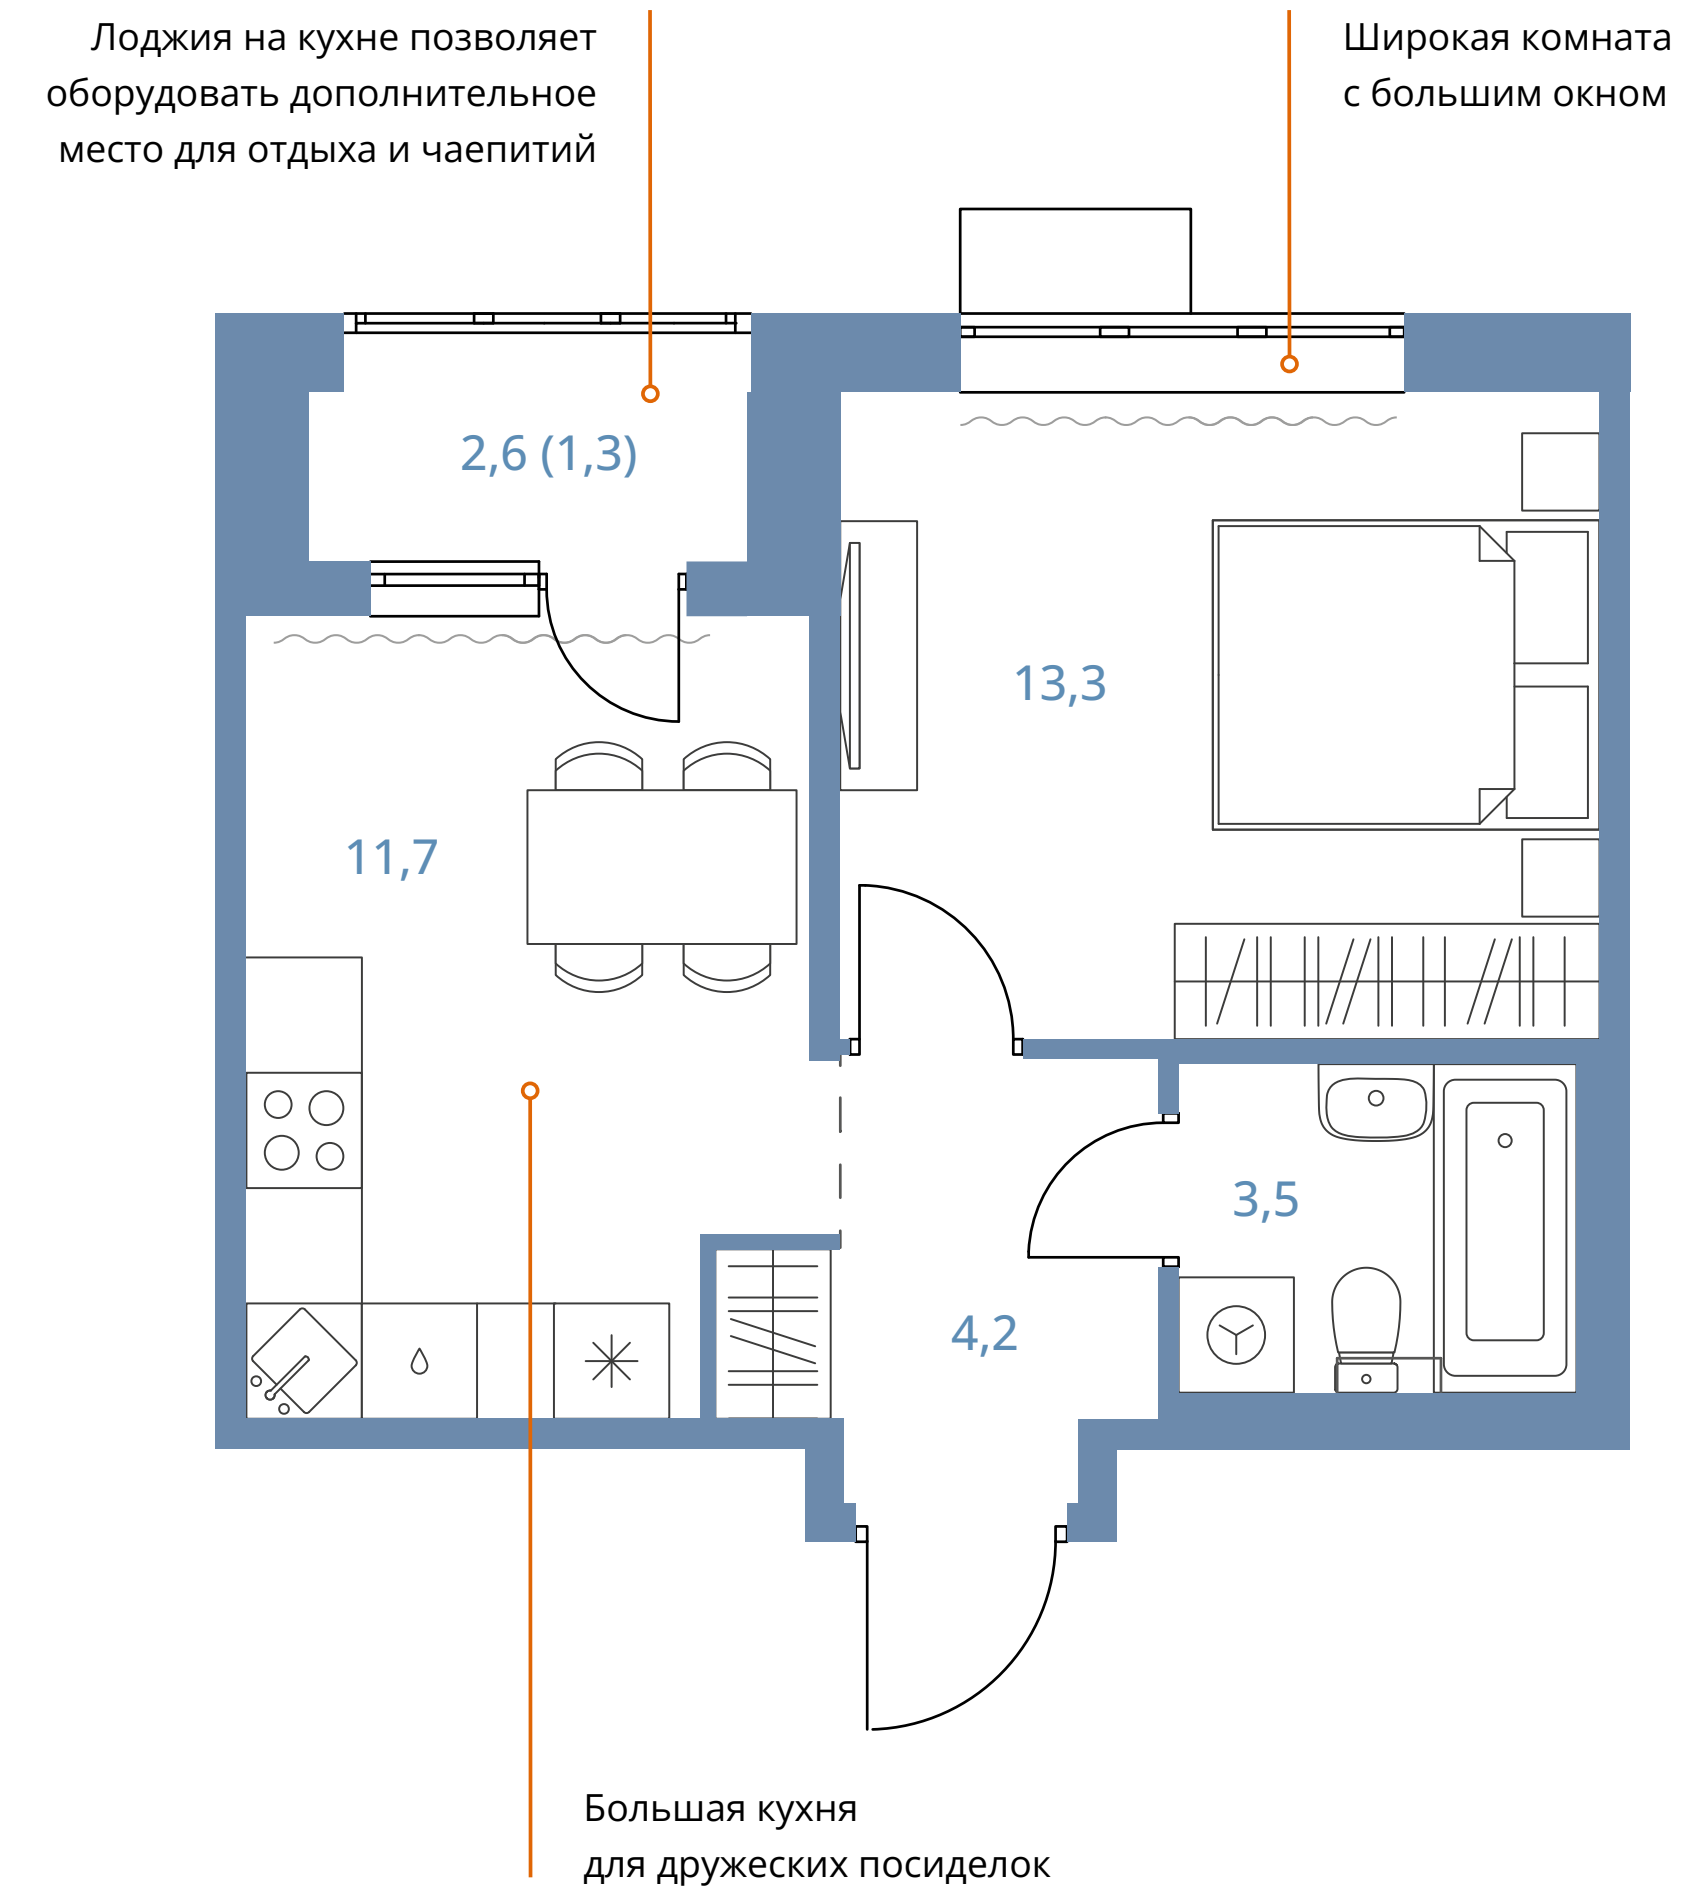 Лоджия на кухне позволяет
оборудовать дополнительное
место для отдыха и чаепитий
Широкая комната
с большим окном
2,6 (1,3)
13,3
11,7
3,5
4,2
Большая кухня
для дружеских посиделок